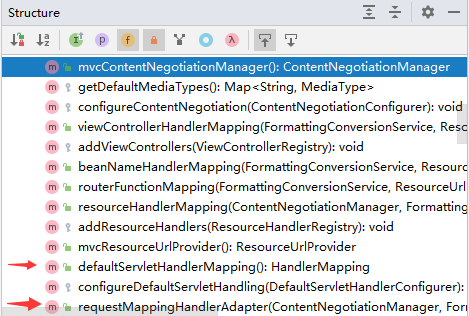 Structure
mvcContentNegotiationManager(): ContentNegotiationManager
getDefaultMediaTypes(): Map<String, MediaType>
configureContentNegotiation(ContentNegotiationConfigurer): void
viewControllerHandlerMapping(FormattingConversionService, Reso
addViewControllers(ViewControllerRegistry): void
beanNameHandlerMapping(FormattingConversionService, Resourc
routerFunctionMapping(FormattingConversionService, ResourceUrl
resourceHandlerMapping(ContentNegotiationManager, Formatting
addResourceHandlers(ResourceHandlerRegistry): void
mvcResourceUrlProvider(): ResourceUrlProvider
defaultServletHandlerMapping(): HandlerMapping
configureDefaultServletHandling(DefaultServletHandlerConfigurer):
requestMappingHandlerAdapter(ContentNegotiationManager, For